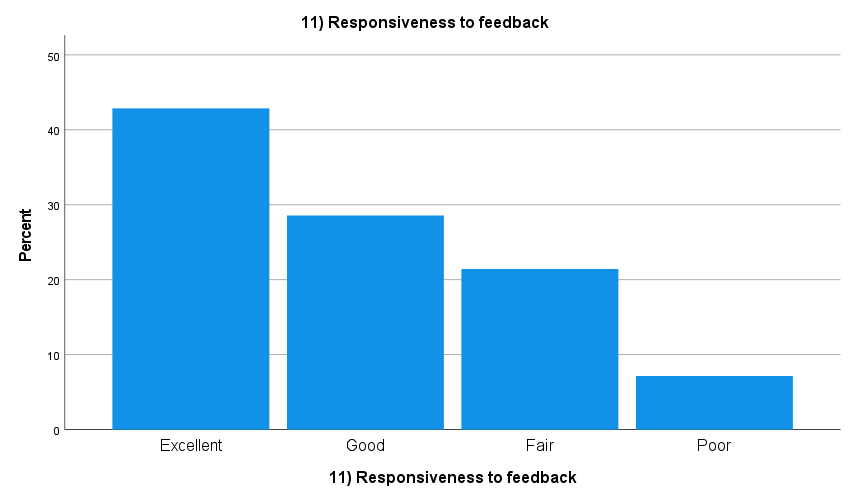 11) Responsiveness to feedback
50
40
30
20
10
0
Percent
Excellent Good Fair Poor
11) Responsiveness to feedback